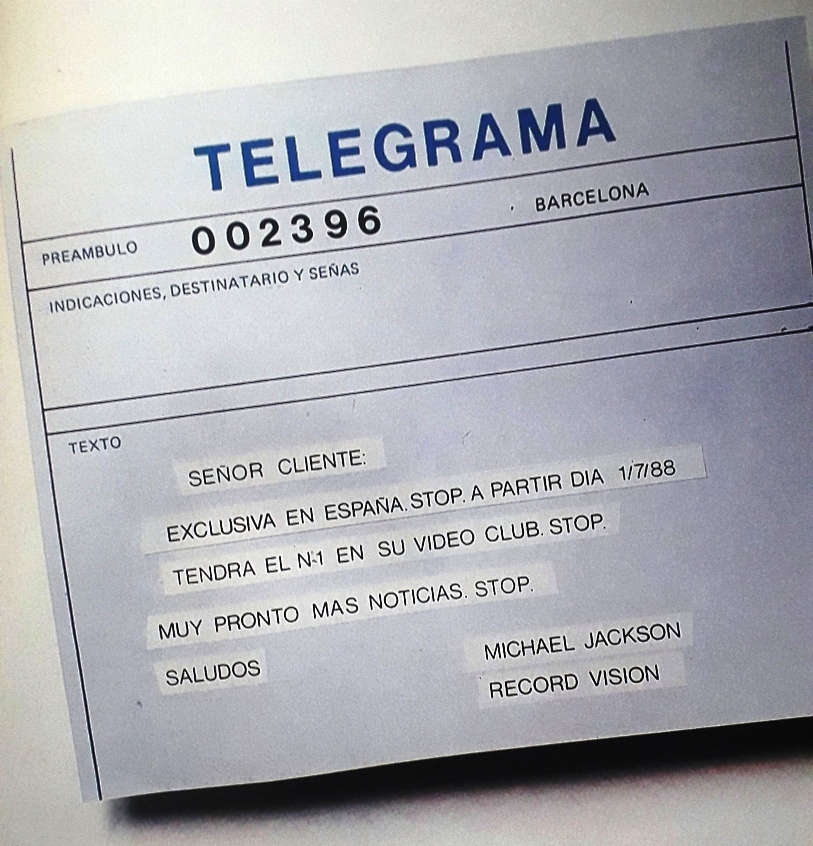 TELEGRAMA
PREAMBULO 002396 BARCELONA
INDICACIONES, DESTINATARIO Y SEÑAS
TEXTO
SEÑOR CLIENTE:
EXCLUSIVA EN ESPAÑA. STOP. A PARTIR DIA 1/7/88
TENDRA EL N.1 EN SU VIDEO CLUB. STOP.
MUY PRONTO MAS NOTICIAS. STOP.
SALUDOS MICHAEL JACKSON
RECORD VISION